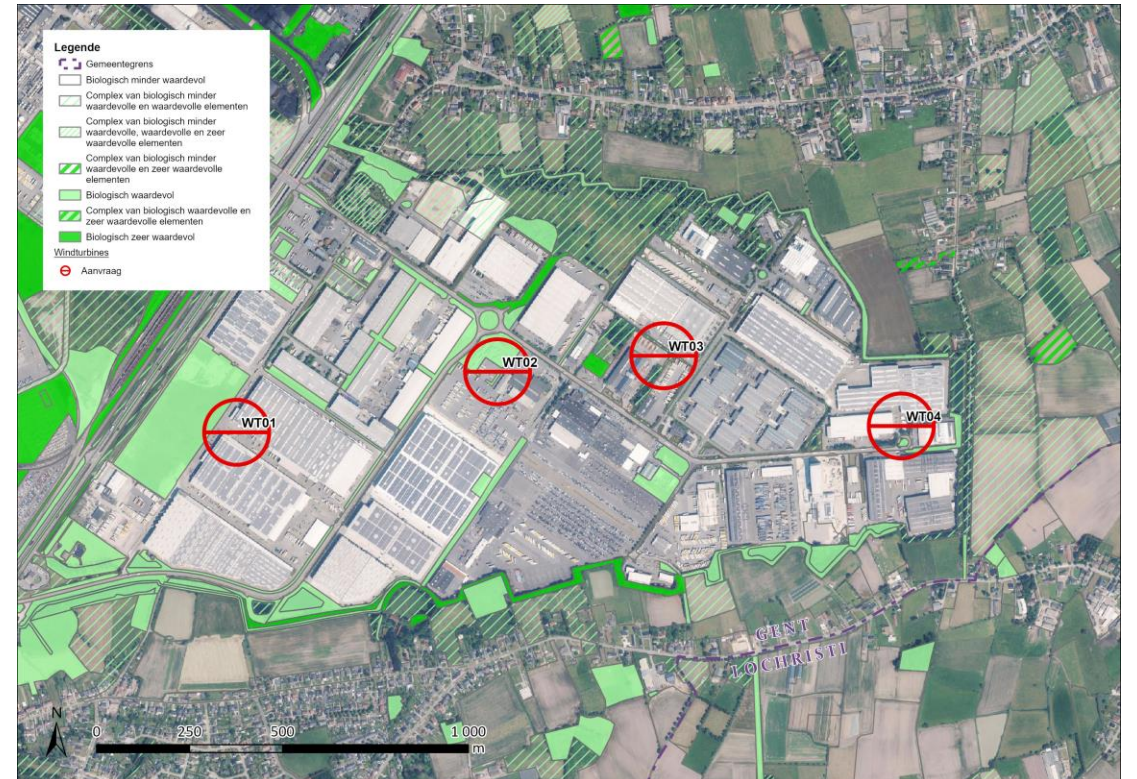 Legende
Gemeentegrens
Biologisch minder waardevol
Complex van biologisch minder
waardevolle en waardevolle elementen
Complex van biologisch minder
waardevolle, waardevolle en zeer
waardevolle elementen
Complex van biologisch minder
waardevolle en zeer waardevolle
elementen
Biologisch waardevol
Complex van biologisch waardevolle en
zeer waardevolle elementen
Biologisch zeer waardevol
Windturbines
Aanvraag
WT01
WT02
WT03
WT04
GENT
LOCHRISTI
N
0 250 500 1 000
m